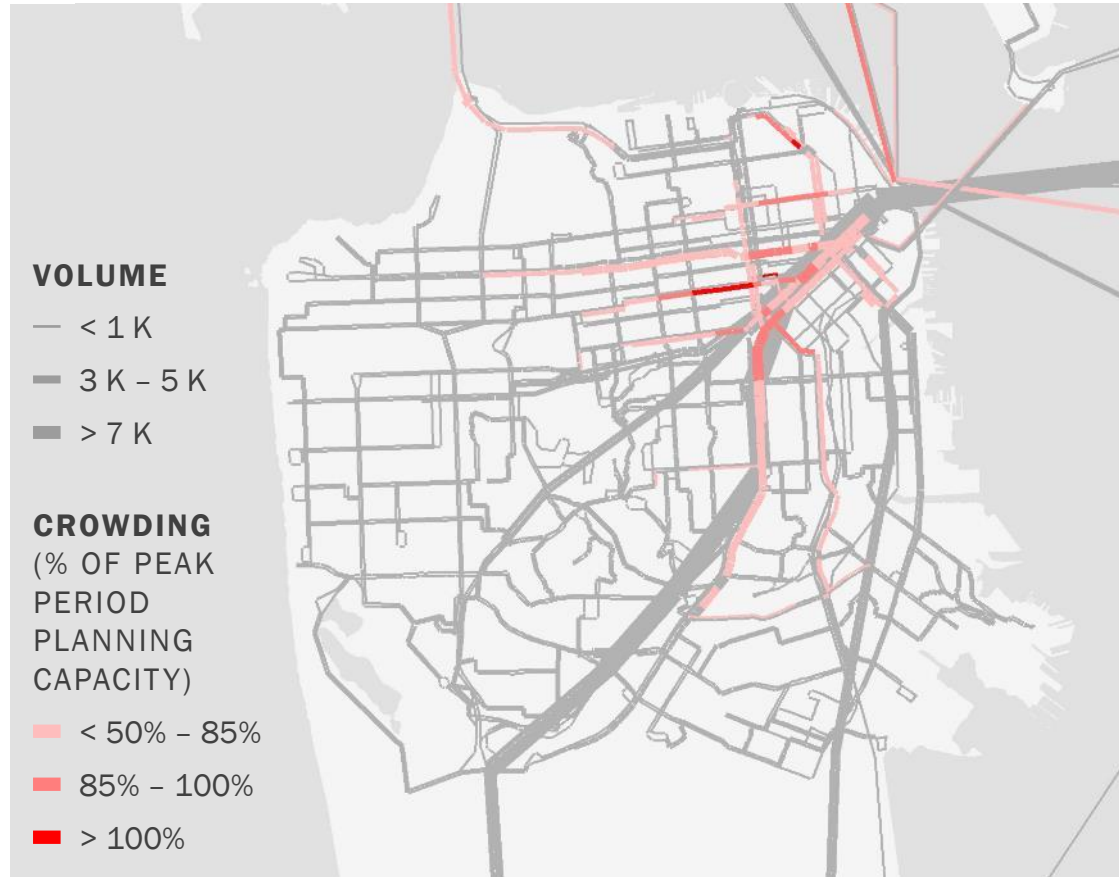 VOLUME
< 1 K
3 K – 5 K
> 7 K
CROWDING
(% OF PEAK
PERIOD
PLANNING
CAPACITY)
< 50% – 85%
85% – 100%
> 100%